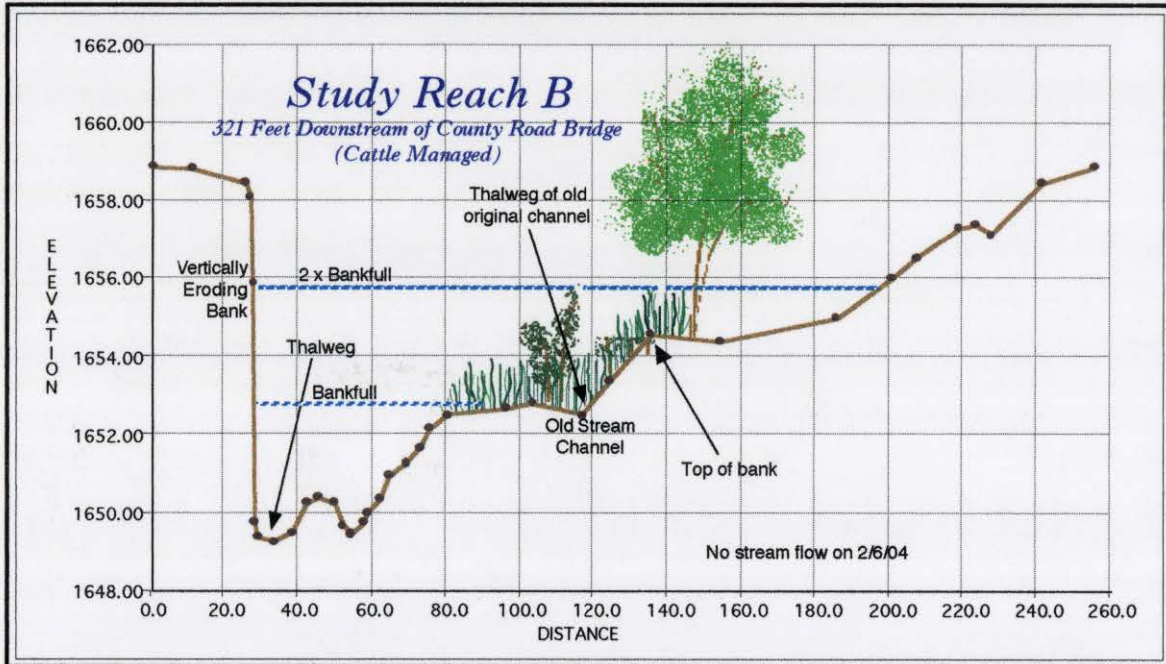 Study Reach B
321 Feet Downstream of County Road Bridge
(Cattle Managed)
1662.00
1660.00
1658.00
1656.00
1654.00
1652.00
1650.00
1648.00
ELEVATION
Thalweg of old
original channel
Vertically
Eroding
Bank
2 x Bankfull
Thalweg
Bankfull
Old Stream
Channel
Top of bank
No stream flow on 2/6/04
0.0 20.0 40.0 60.0 80.0 100.0 120.0 140.0 160.0 180.0 200.0 220.0 240.0 260.0
DISTANCE